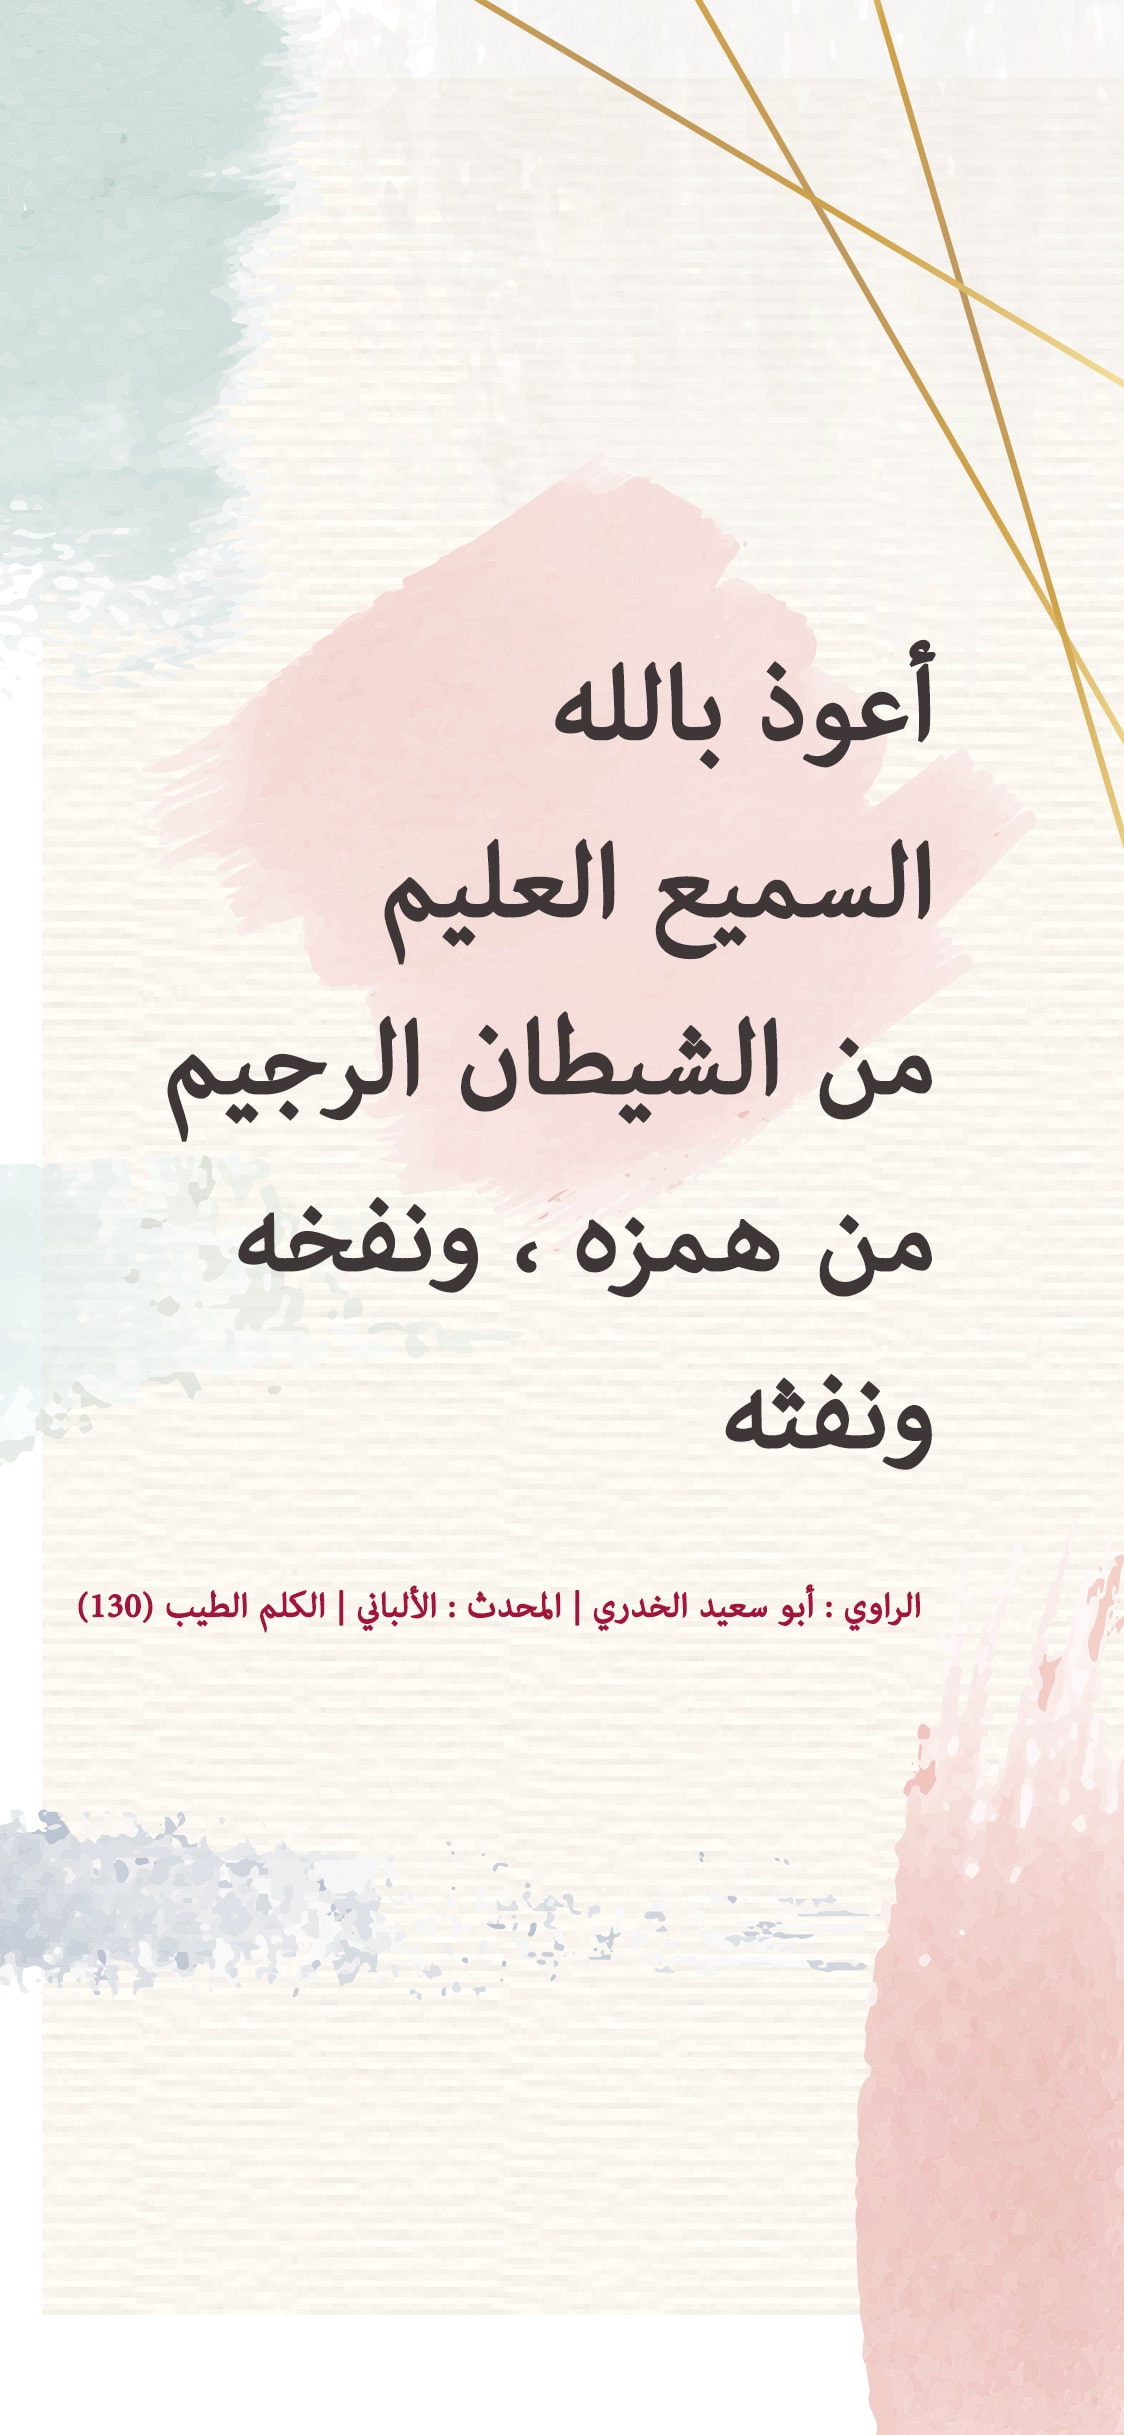 أعوذ بالله
السميع العليم
من الشيطان الرجيم
من همزه ، ونفخه
ونفثه
الراوي : أبو سعيد الخدري | المحدث : الألباني | الكلم الطيب (130)